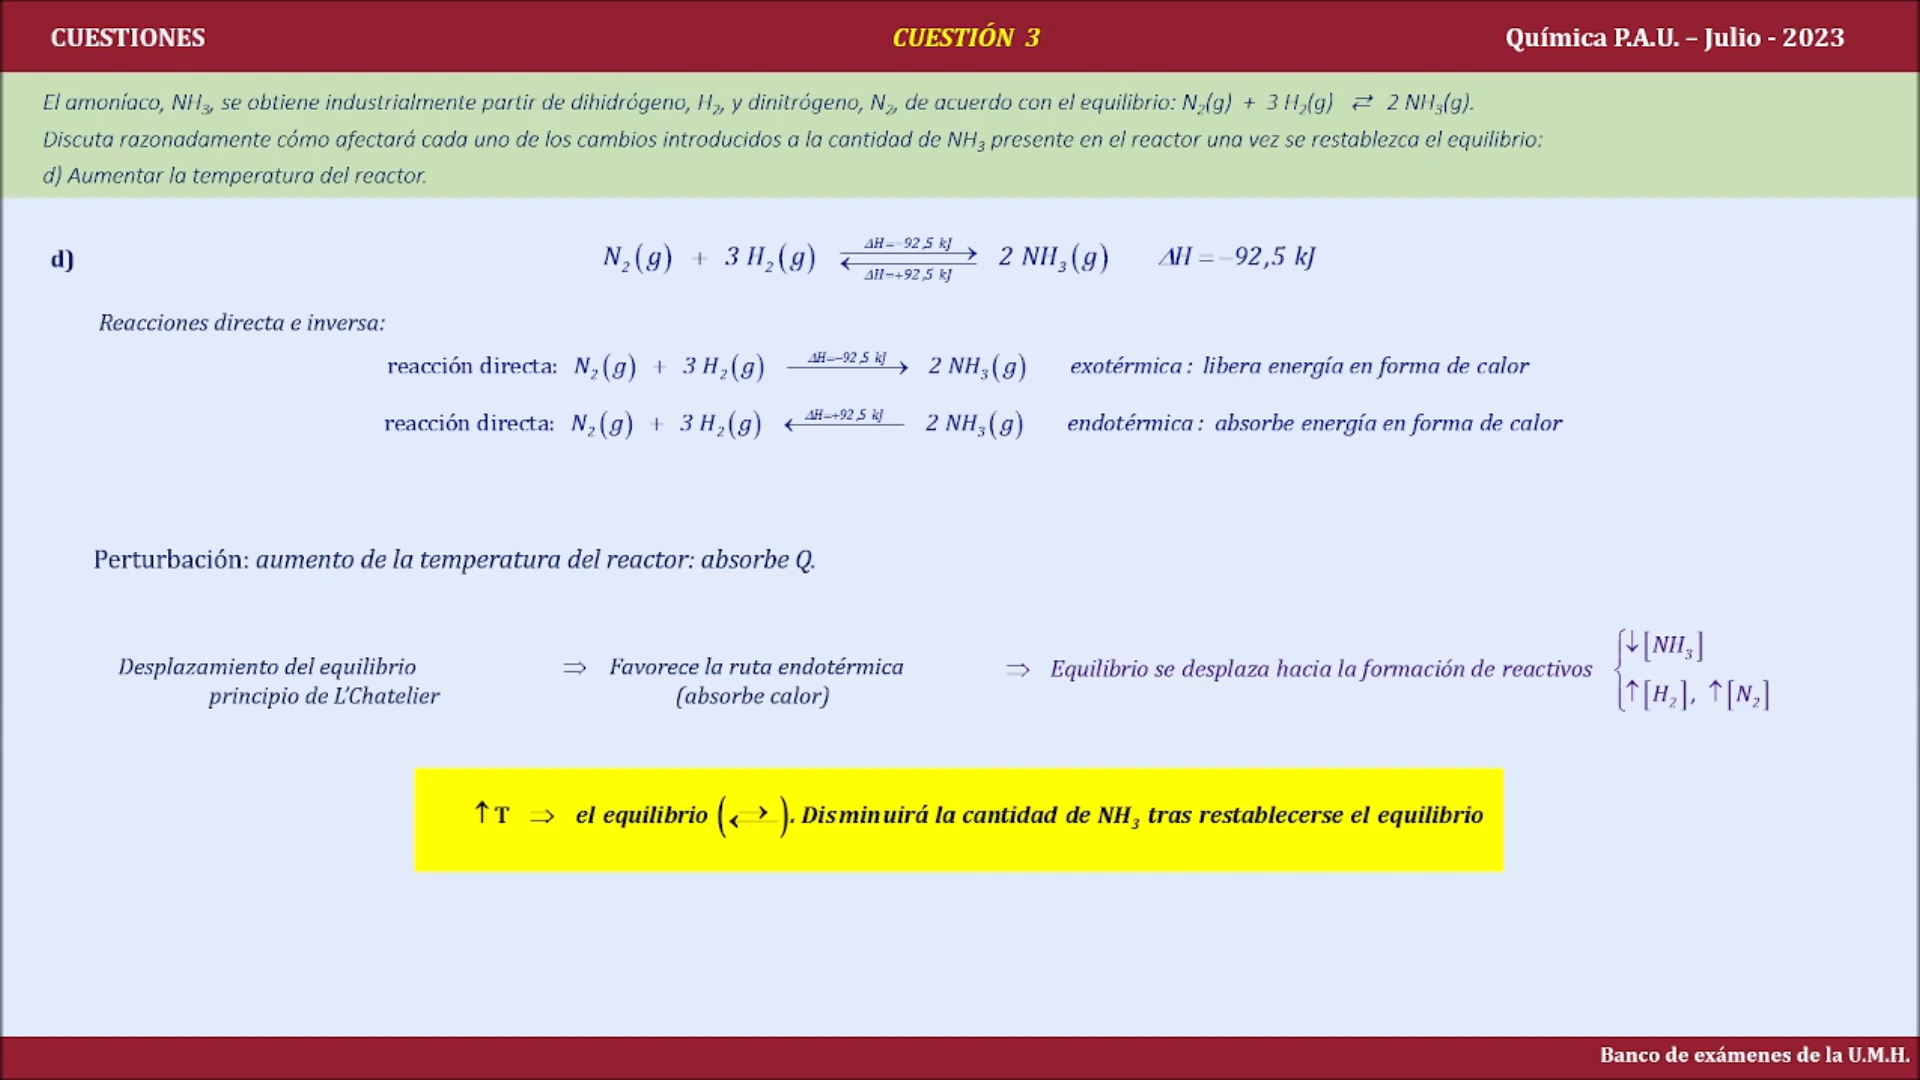 CUESTIONES
CUESTIÓN 3
Química P.A.U. – Julio - 2023
El amoníaco, NH₃, se obtiene industrialmente partir de dihidrógeno, H₂, y dinitrógeno, N₂, de acuerdo con el equilibrio: N₂(g) + 3 H₂(g) ⇄ 2 NH₃(g).
Discuta razonadamente cómo afectará cada uno de los cambios introducidos a la cantidad de NH₃ presente en el reactor una vez se restablezca el equilibrio:
d) Aumentar la temperatura del reactor.
d)
N₂(g) + 3 H₂(g) ⇄ 2 NH₃(g) ΔH = −92,5 kJ
ΔH=−92,5 kJ
ΔH=+92,5 kJ
Reacciones directa e inversa:
reacción directa: N₂(g) + 3 H₂(g) ΔH=−92,5 kJ → 2 NH₃(g) exotérmica : libera energía en forma de calor
reacción directa: N₂(g) + 3 H₂(g) ΔH=+92,5 kJ ← 2 NH₃(g) endotérmica : absorbe energía en forma de calor
Perturbación: aumento de la temperatura del reactor: absorbe Q.
Desplazamiento del equilibrio
principio de L'Chatelier
⇒ Favorece la ruta endotérmica
(absorbe calor)
⇒ Equilibrio se desplaza hacia la formación de reactivos
↓[NH₃]
↑[H₂], ↑[N₂]
↑T ⇒ el equilibrio (⇄). Disminuirá la cantidad de NH₃ tras restablecerse el equilibrio
Banco de exámenes de la U.M.H.